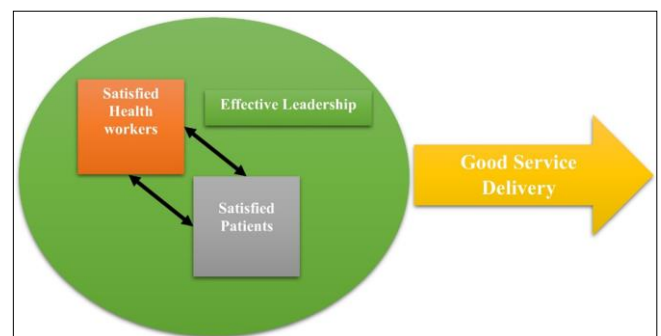 Satisfied
Health
workers
Effective Leadership
Satisfied
Patients
Good Service
Delivery